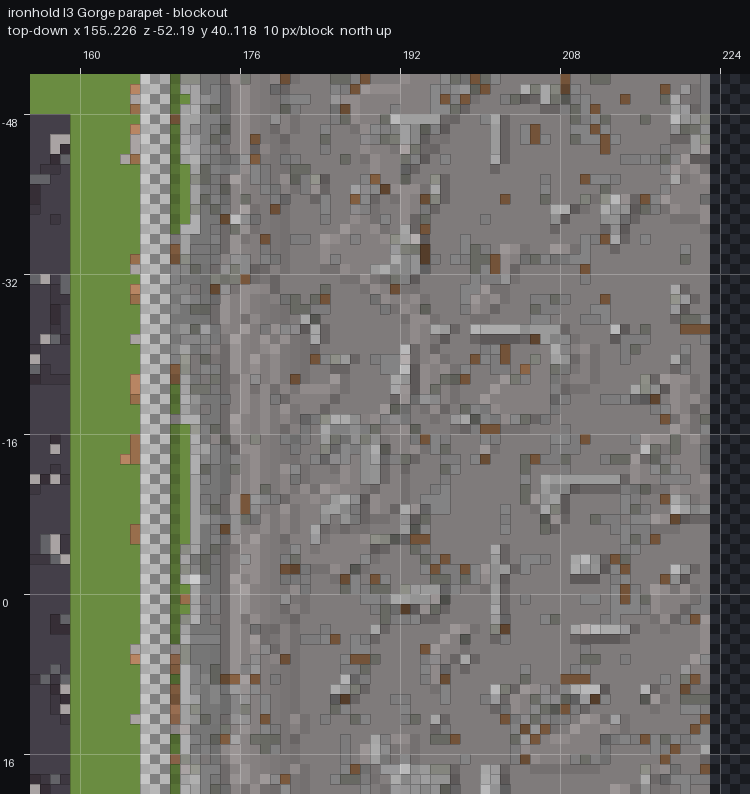 ironhold I3 Gorge parapet - blockout
top-down x 155..226 z -52..19 y 40..118 10 px/block north up
160 176 192 208 224
-48
-32
-16
0
16